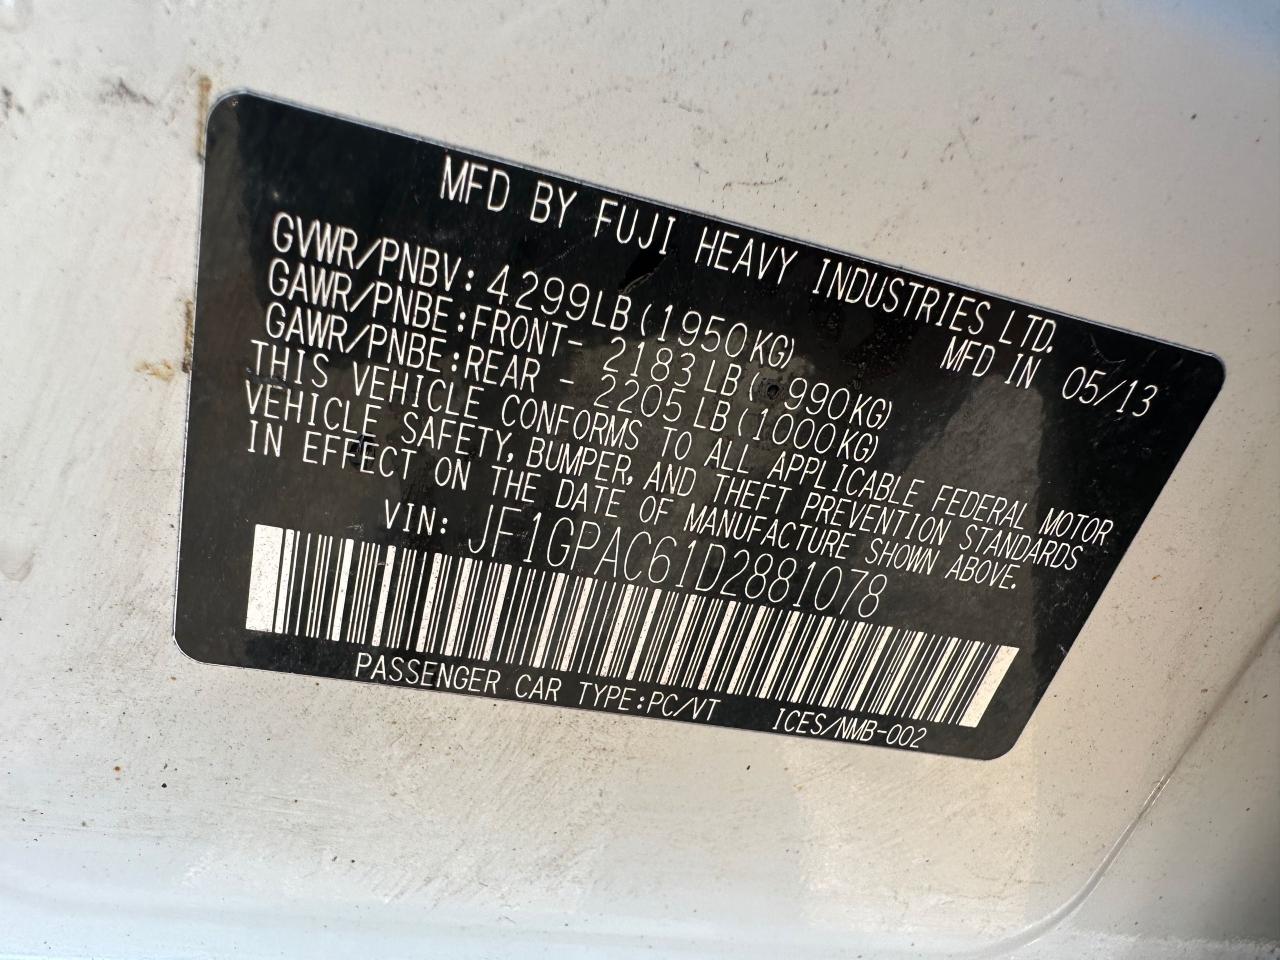 MFD BY FUJI HEAVY INDUSTRIES LTD.
MFD IN 05/13
GVWR/PNBV: 4299LB(1950KG)
GAWR/PNBE:FRONT- 2183LB( 990KG)
GAWR/PNBE:REAR - 2205LB(1000KG)
THIS VEHICLE CONFORMS TO ALL APPLICABLE FEDERAL MOTOR
VEHICLE SAFETY, BUMPER, AND THEFT PREVENTION STANDARDS
IN EFFECT ON THE DATE OF MANUFACTURE SHOWN ABOVE.
VIN: JF1GPAC61D2881078
PASSENGER CAR TYPE:PC/VT
ICES/NMB-002